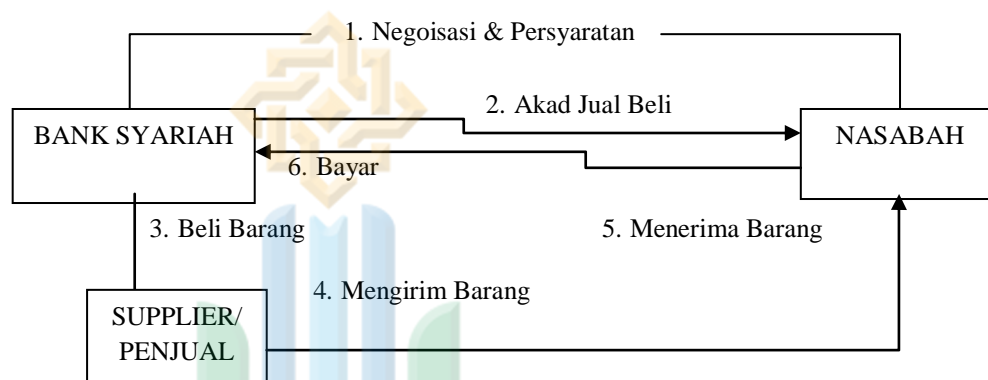 1. Negoisasi & Persyaratan
2. Akad Jual Beli
BANK SYARIAH
NASABAH
6. Bayar
3. Beli Barang
5. Menerima Barang
4. Mengirim Barang
SUPPLIER/
PENJUAL